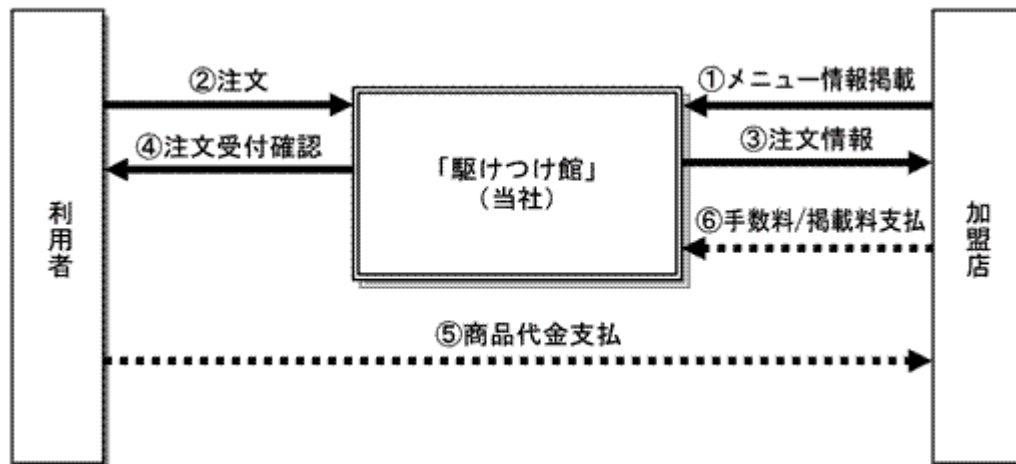 ②注文
①メニュー情報掲載
④注文受付確認
③注文情報
「駆けつけ館」
（当社）
利用者
加盟店
⑥手数料/掲載料支払
⑤商品代金支払